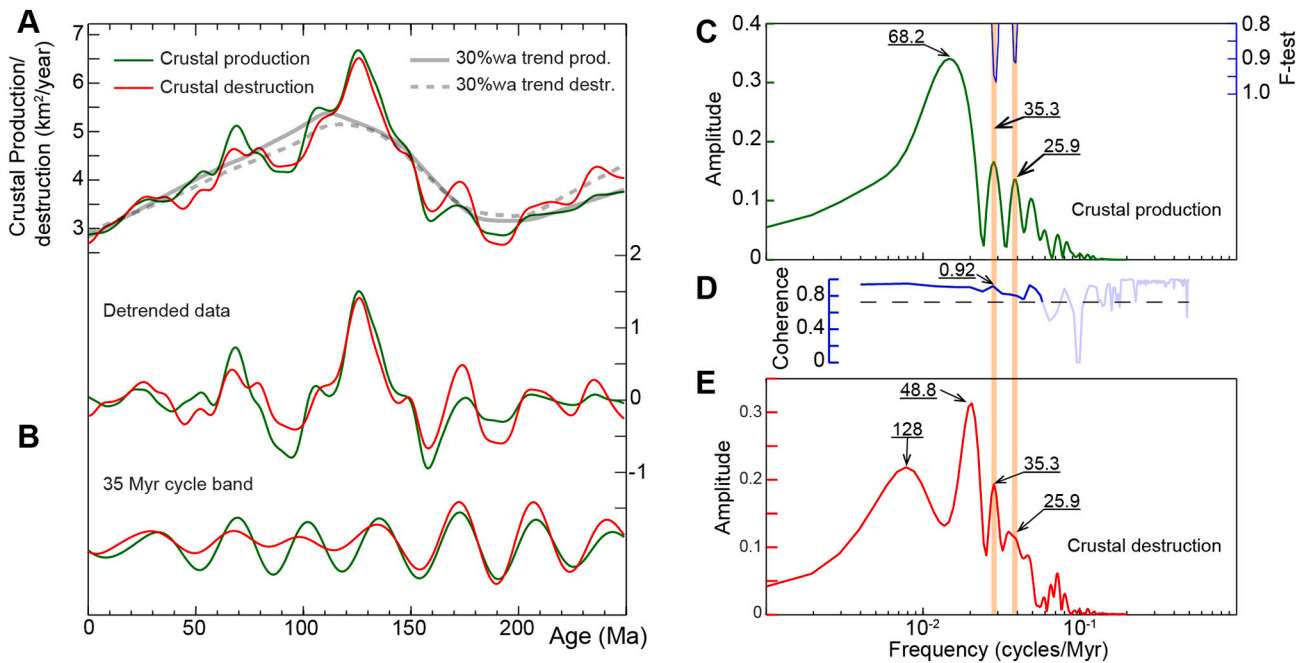 A
Crustal Production/
destruction (km²/year)
7
6
5
4
3
Crustal production
Crustal destruction
30%wa trend prod.
30%wa trend destr.
2
1
0
-1
Detrended data
B
35 Myr cycle band
0
50
100
150
200
Age (Ma)
C
Amplitude
0.4
0.3
0.2
0.1
0
68.2
35.3
25.9
Crustal production
0.8
0.9
1.0
F-test
D
Coherence
0.8
0.4
0
0.92
E
Amplitude
0.3
0.2
0.1
0
128
48.8
35.3
25.9
Crustal destruction
10⁻²
10⁻¹
Frequency (cycles/Myr)